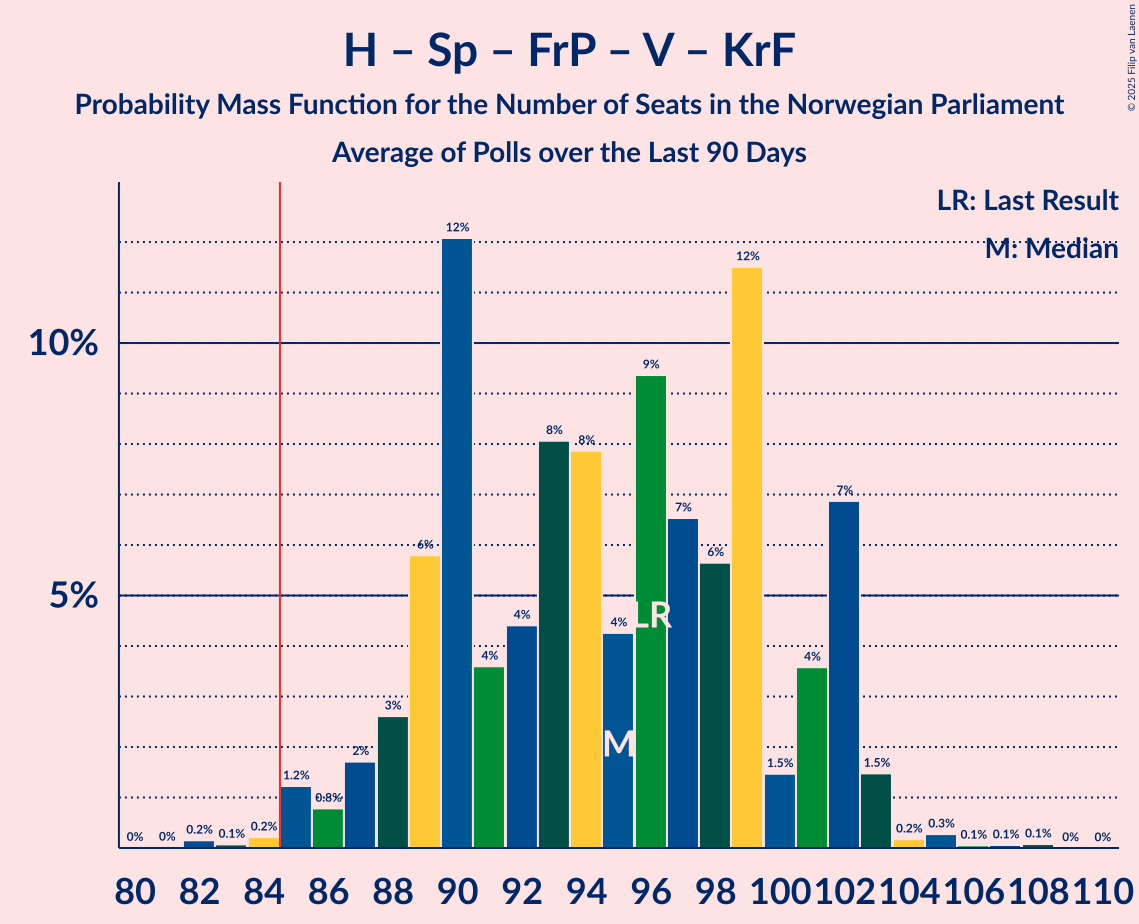 H – Sp – FrP – V – KrF
Probability Mass Function for the Number of Seats in the Norwegian Parliament
Average of Polls over the Last 90 Days
© 2025 Filip van Laenen
LR: Last Result
M: Median
10%
5%
0% 0% 0.2% 0.1% 0.2% 1.2% 0.8% 2% 3% 6% 12% 4% 4% 8% 8% 4% 9% 7% 6% 12% 1.5% 4% 7% 1.5% 0.2% 0.3% 0.1% 0.1% 0.1% 0% 0%
LR
M
80 82 84 86 88 90 92 94 96 98 100 102 104 106 108 110